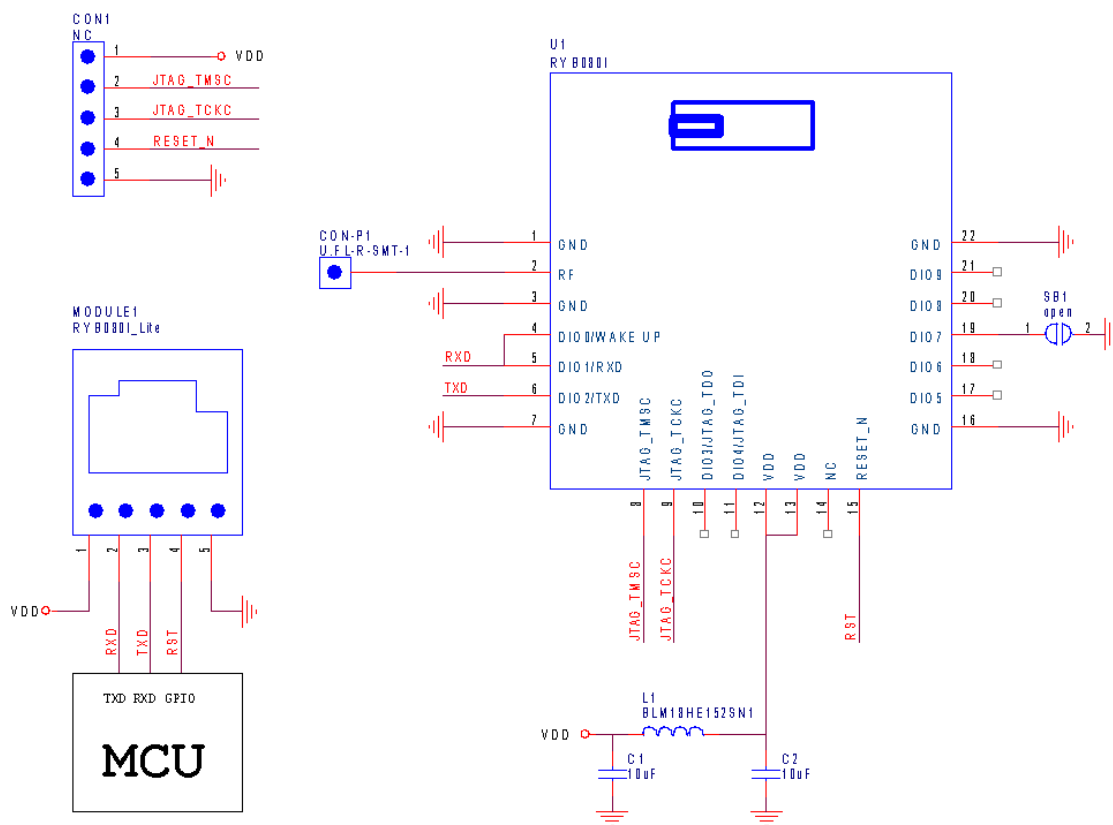 CON1
NC
1 VDD
2 JTAG_TMSC
3 JTAG_TCKC
4 RESET_N
5
U1
RYB080I
CON-P1
U.FL-R-SMT-1
1 GND
2 RF
3 GND
4 DIO0/WAKE UP
RXD 5 DIO1/RXD
TXD 6 DIO2/TXD
7 GND
GND 22
DIO9 21
DIO8 20
DIO7 19
DIO6 18
DIO5 17
GND 16
SB1
open
1 2
JTAG_TMSC
JTAG_TCKC
DIO3/JTAG_TDO
DIO4/JTAG_TDI
VDD
VDD
NC
RESET_N
8 9 10 11 12 13 14 15
JTAG_TMSC
JTAG_TCKC
RST
MODULE1
RYB080I_Lite
1 2 3 4 5
VDD
RXD
TXD
RST
TXD RXD GPIO
MCU
L1
BLM18HE152SN1
VDD
C1
10uF
C2
10uF